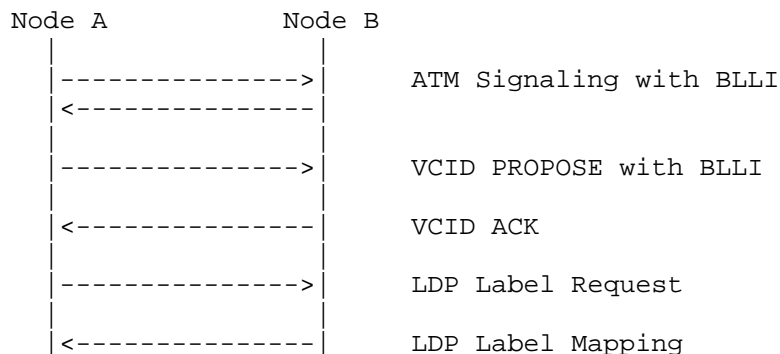 Node A Node B
ATM Signaling with BLLI
VCID PROPOSE with BLLI
VCID ACK
LDP Label Request
LDP Label Mapping